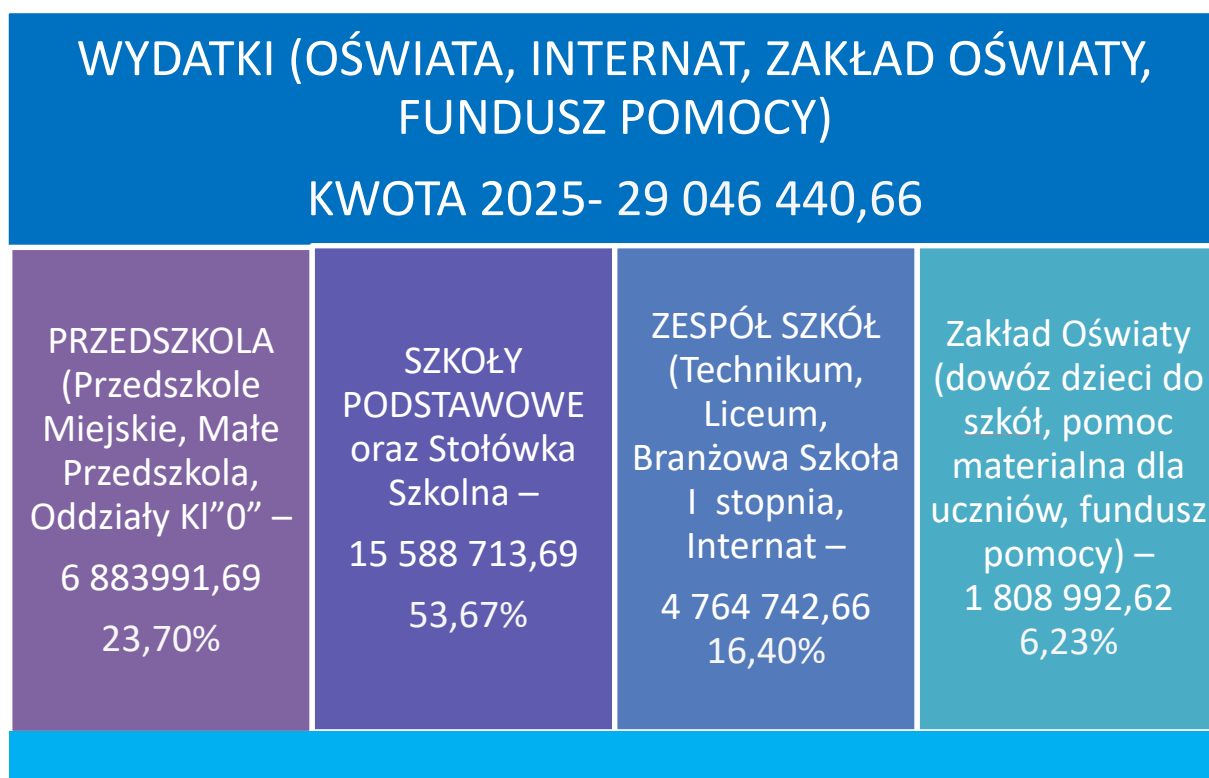 WYDATKI (OŚWIATA, INTERNAT, ZAKŁAD OŚWIATY,
FUNDUSZ POMOCY)
KWOTA 2025- 29 046 440,66
PRZEDSZKOLA
(Przedszkole
Miejskie, Małe
Przedszkola,
Oddziały Kl”0” –
6 883991,69
23,70%
SZKOŁY
PODSTAWOWE
oraz Stołówka
Szkolna –
15 588 713,69
53,67%
ZESPÓŁ SZKÓŁ
(Technikum,
Liceum,
Branżowa Szkoła
I stopnia,
Internat –
4 764 742,66
16,40%
Zakład Oświaty
(dowóz dzieci do
szkół, pomoc
materialna dla
uczniów, fundusz
pomocy) –
1 808 992,62
6,23%